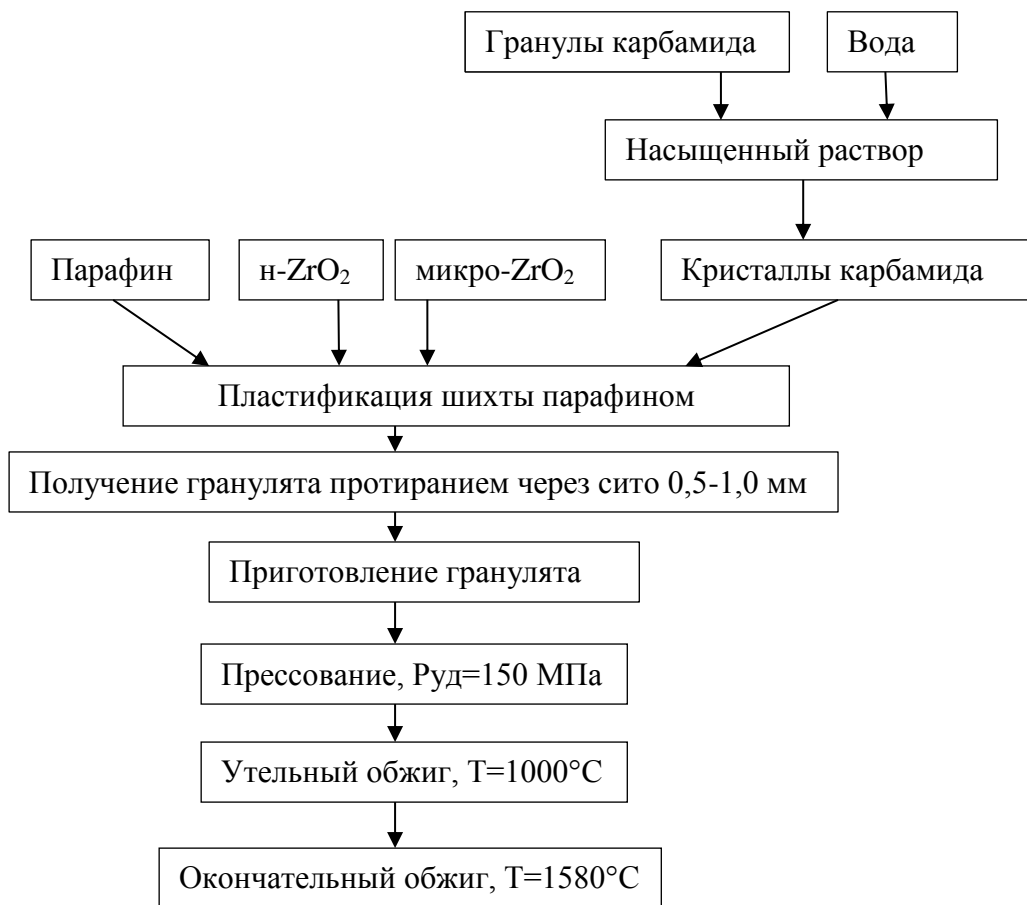 Гранулы карбамида
Вода
Насыщенный раствор
Парафин
н-ZrO₂
микро-ZrO₂
Кристаллы карбамида
Пластификация шихты парафином
Получение гранулята протиранием через сито 0,5-1,0 мм
Приготовление гранулята
Прессование, Руд=150 МПа
Утельный обжиг, Т=1000°С
Окончательный обжиг, Т=1580°С